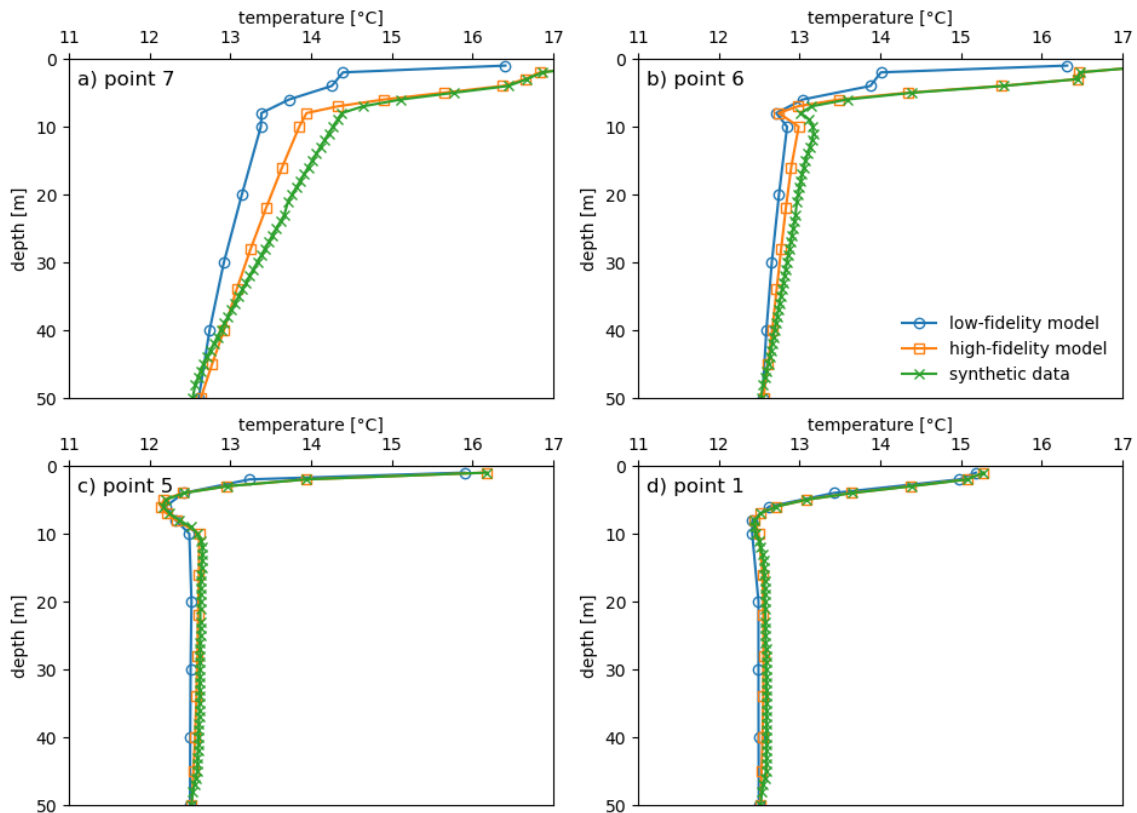 temperature [°C]
11 12 13 14 15 16 17
0
a) point 7
10
20
30
40
50
depth [m]
temperature [°C]
11 12 13 14 15 16 17
0
b) point 6
10
20
30
40
50
depth [m]
low-fidelity model
high-fidelity model
synthetic data
temperature [°C]
11 12 13 14 15 16 17
0
c) point 5
10
20
30
40
50
depth [m]
temperature [°C]
11 12 13 14 15 16 17
0
d) point 1
10
20
30
40
50
depth [m]